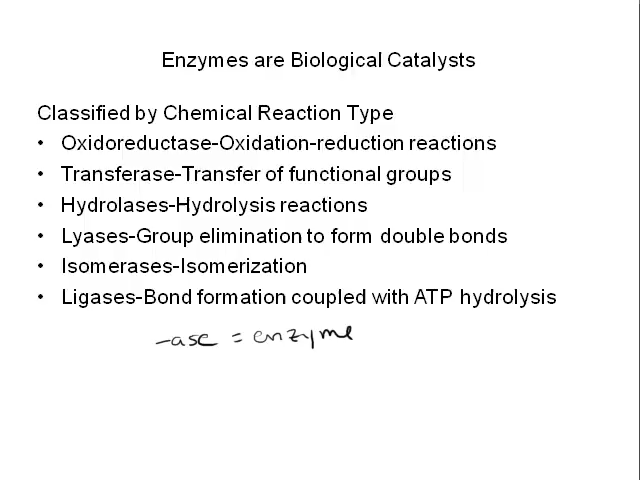 Enzymes are Biological Catalysts
Classified by Chemical Reaction Type
• Oxidoreductase-Oxidation-reduction reactions
• Transferase-Transfer of functional groups
• Hydrolases-Hydrolysis reactions
• Lyases-Group elimination to form double bonds
• Isomerases-Isomerization
• Ligases-Bond formation coupled with ATP hydrolysis
-ase = enzyme